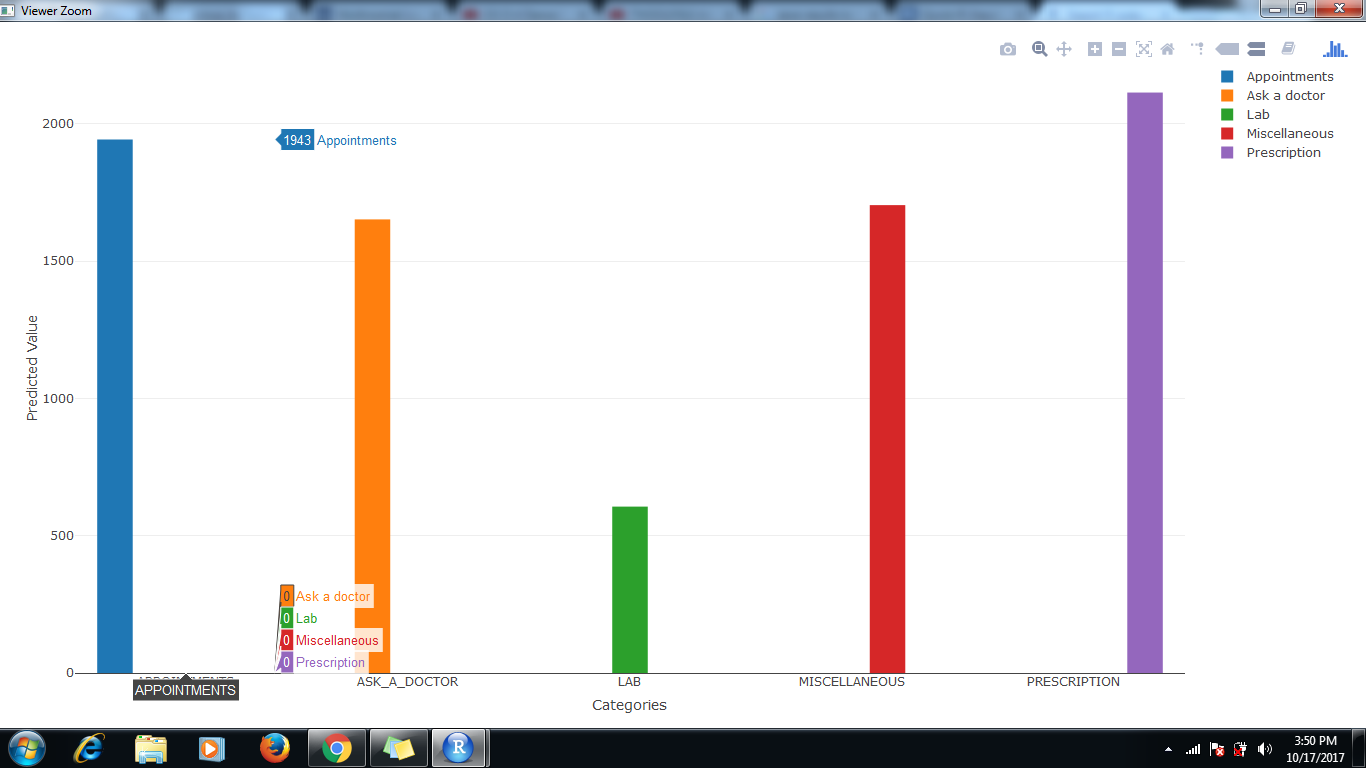 Viewer Zoom
Appointments
Ask a doctor
Lab
Miscellaneous
Prescription
2000
1500
1000
500
0
Predicted Value
1943 Appointments
0 Ask a doctor
0 Lab
0 Miscellaneous
0 Prescription
APPOINTMENTS
ASK_A_DOCTOR
LAB
MISCELLANEOUS
PRESCRIPTION
Categories
R
3:50 PM
10/17/2017